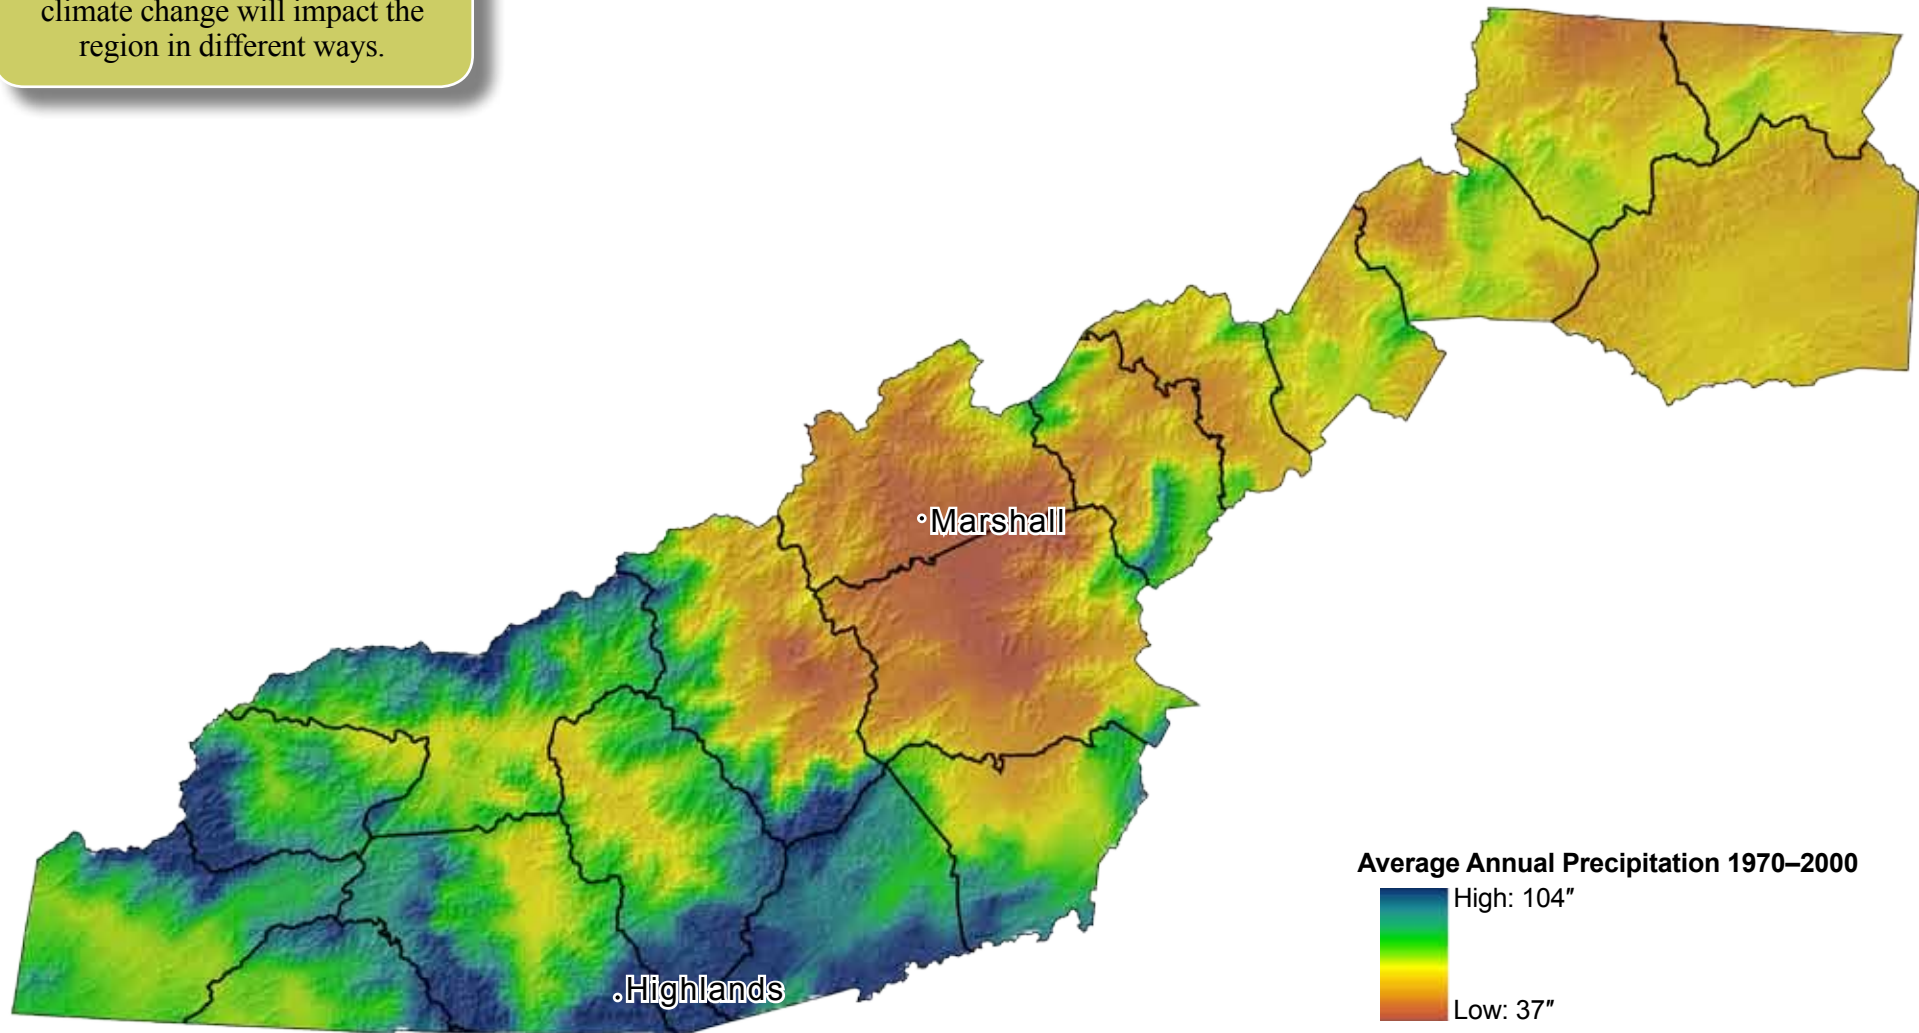 climate change will impact the
region in different ways.
Marshall
Highlands
Average Annual Precipitation 1970–2000
High: 104″
Low: 37″